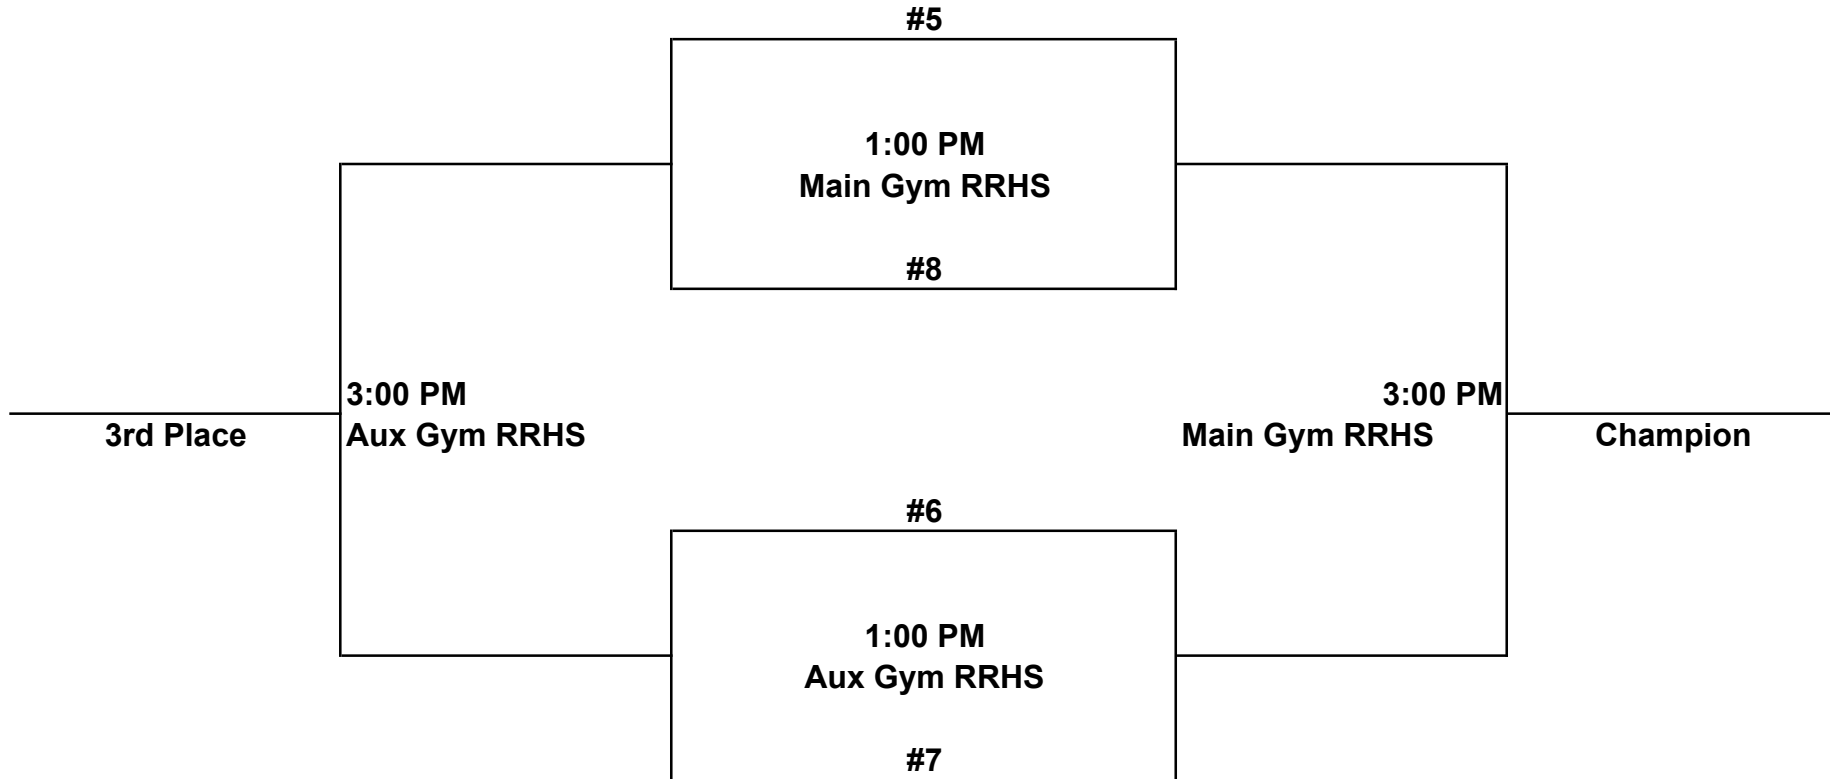 #5
1:00 PM
Main Gym RRHS
#8
3:00 PM
3:00 PM
3rd Place
Aux Gym RRHS
Main Gym RRHS
Champion
#6
1:00 PM
Aux Gym RRHS
#7